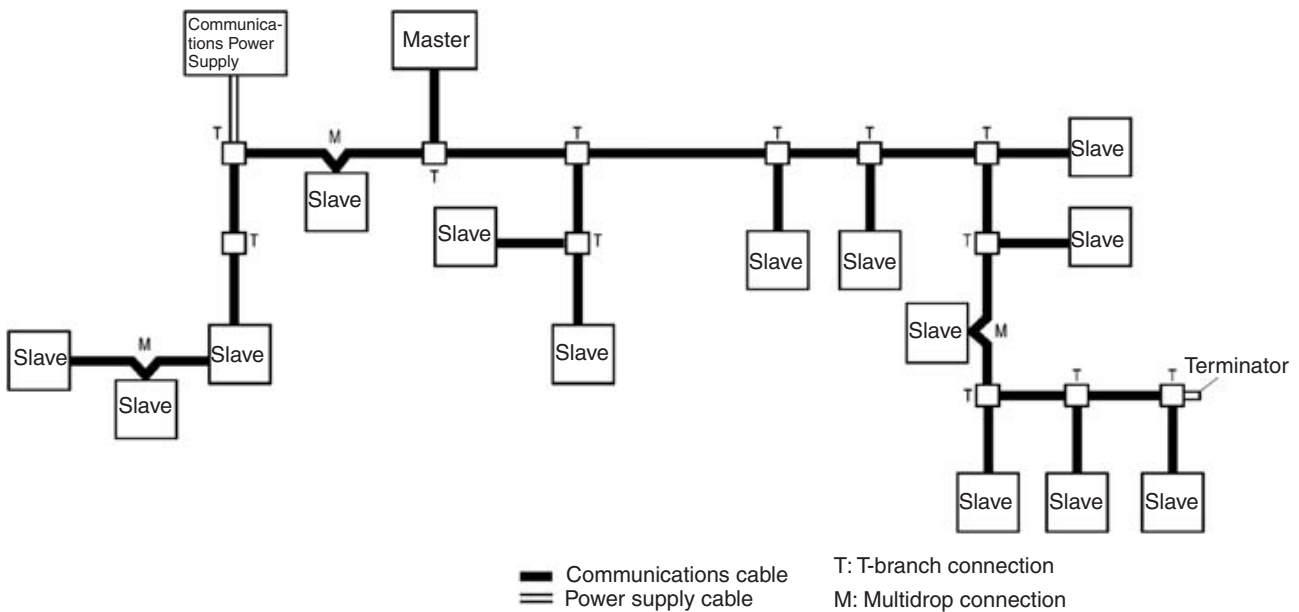 Communica-
tions Power
Supply
Master
T
M
T
T
T
T
T
Slave
Slave
Slave
T
Slave
T
Slave
Slave
T
Slave
Slave
M
Slave
Slave
Slave
Slave
M
Terminator
T
T
T
Slave
Slave
Slave
Communications cable
Power supply cable
T: T-branch connection
M: Multidrop connection